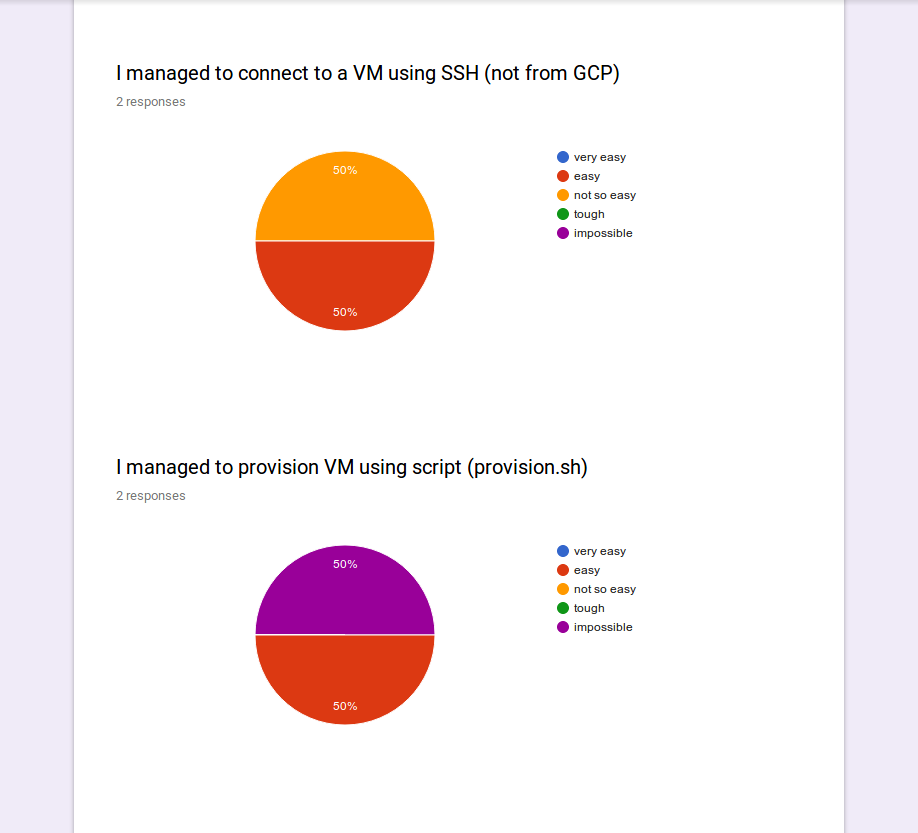 I managed to connect to a VM using SSH (not from GCP)
2 responses
50%
50%
very easy
easy
not so easy
tough
impossible
I managed to provision VM using script (provision.sh)
2 responses
50%
50%
very easy
easy
not so easy
tough
impossible